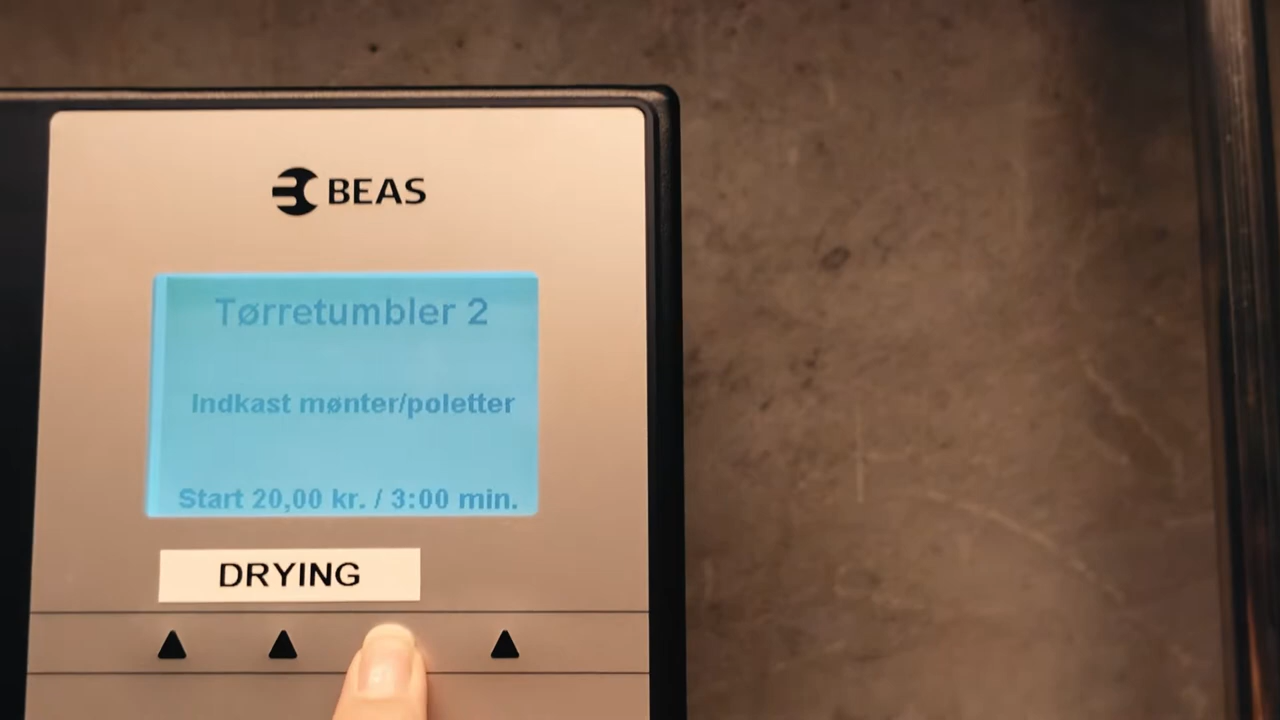 BEAS
Tørretumbler 2
Indkast mønter/poletter
Start 20,00 kr. / 3:00 min.
DRYING